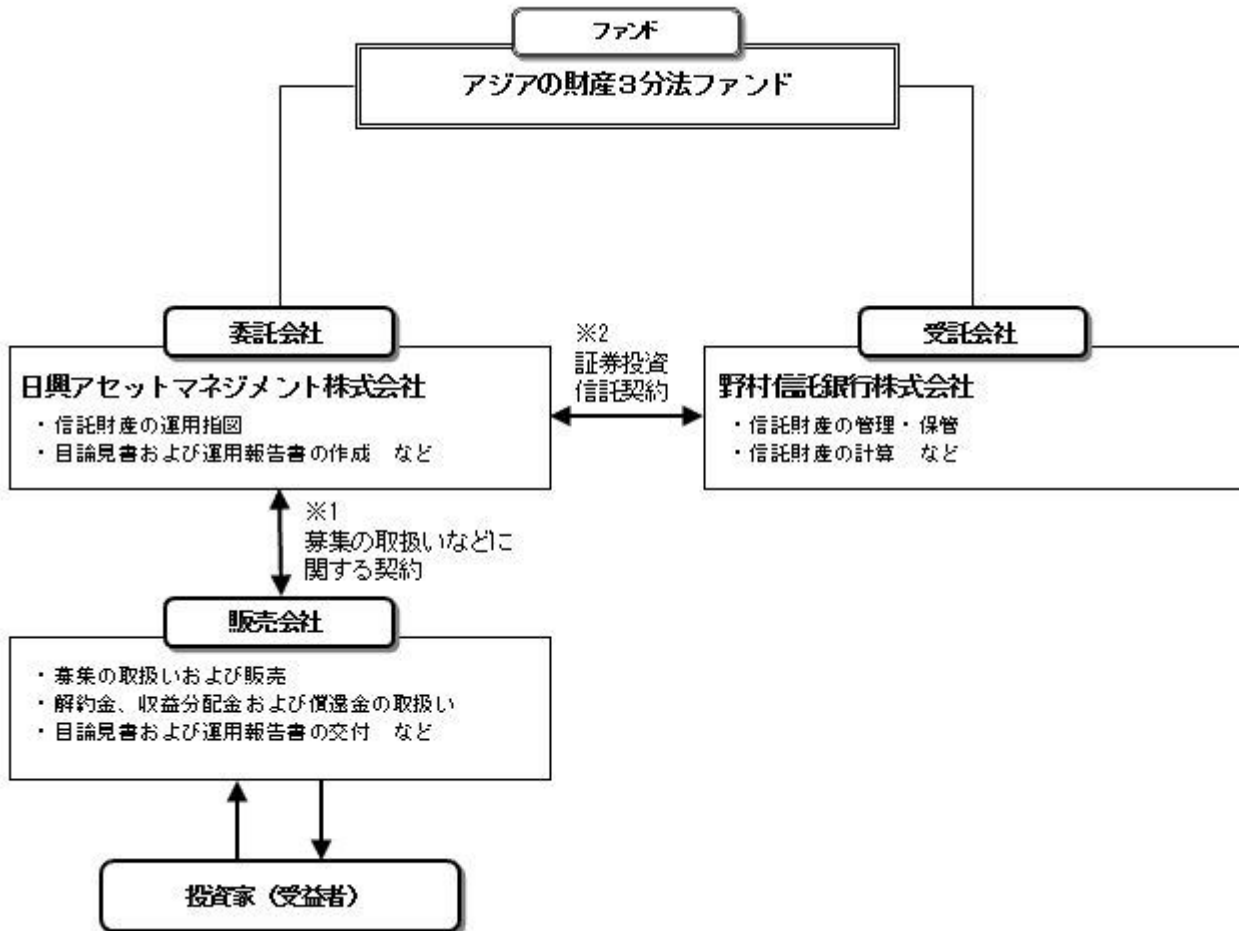 ファンド
アジアの財産3分法ファンド
委託会社
日興アセットマネジメント株式会社
・信託財産の運用指図
・目論見書および運用報告書の作成　など
※2
証券投資
信託契約
受託会社
野村信託銀行株式会社
・信託財産の管理・保管
・信託財産の計算　など
※1
募集の取扱いなどに
関する契約
販売会社
・募集の取扱いおよび販売
・解約金、収益分配金および償還金の取扱い
・目論見書および運用報告書の交付　など
投資家（受益者）